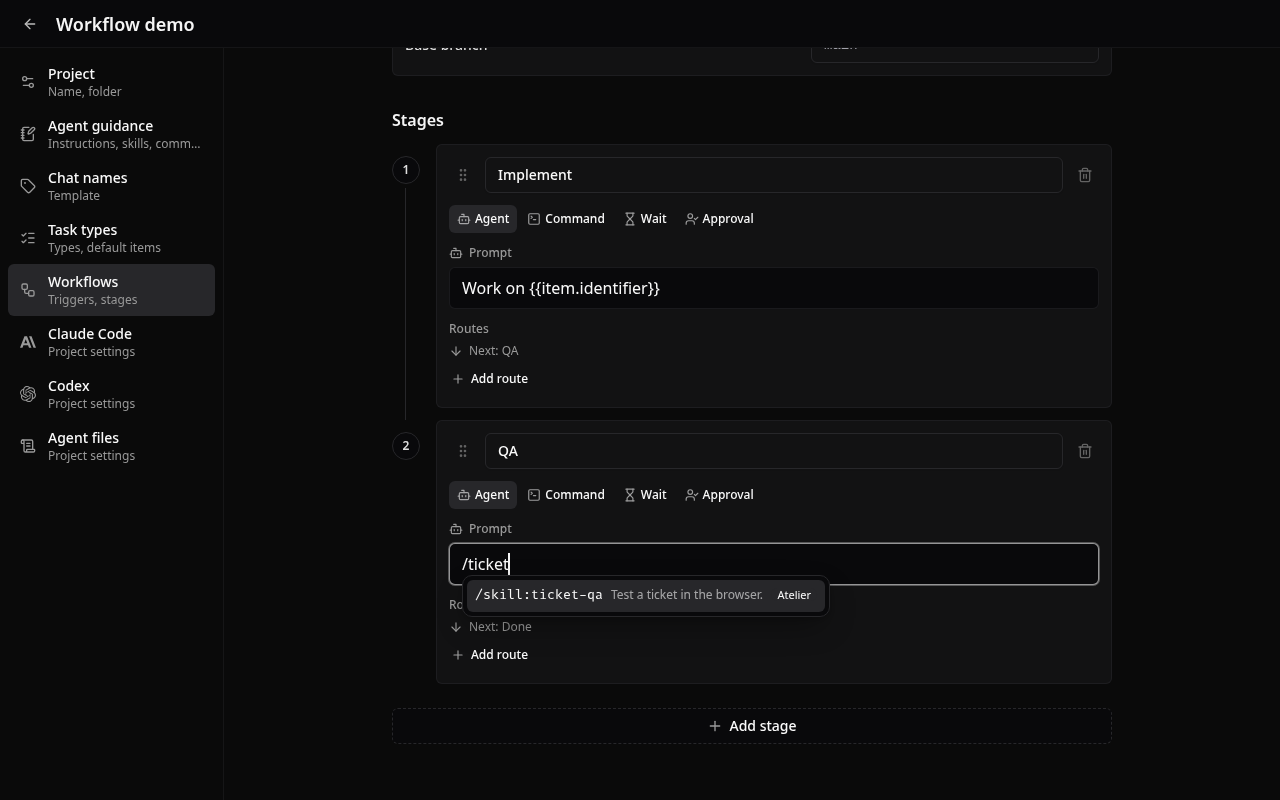 Workflow demo
Project
Name, folder
Agent guidance
Instructions, skills, comm...
Chat names
Template
Task types
Types, default items
Workflows
Triggers, stages
Claude Code
Project settings
Codex
Project settings
Agent files
Project settings
Base branch
main
Stages
1
Implement
Agent
Command
Wait
Approval
Prompt
Work on {{item.identifier}}
Routes
Next: QA
Add route
2
QA
Agent
Command
Wait
Approval
Prompt
/ticket
/skill:ticket-qa Test a ticket in the browser. Atelier
Next: Done
Add route
Add stage